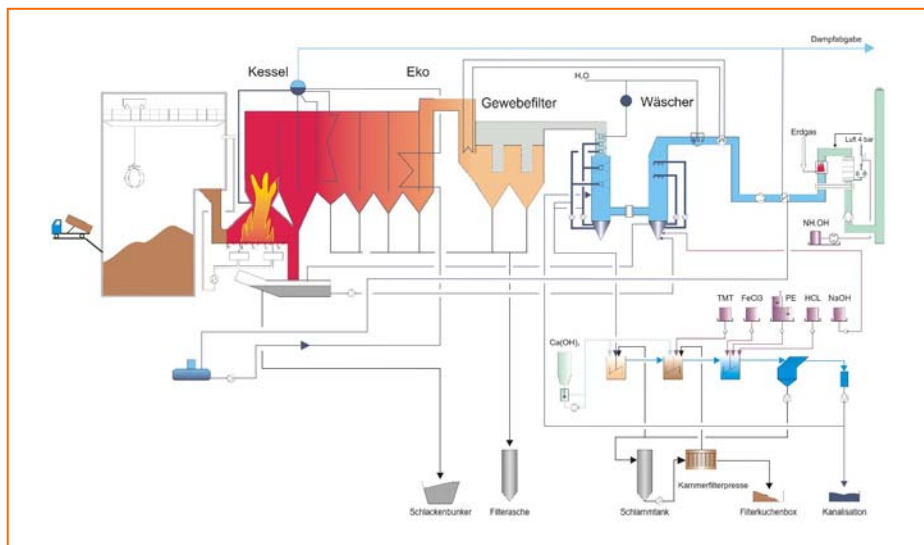 Dampfabgabe
Kessel
Eko
H₂O
Gewebefilter
Wäscher
Erdgas
Luft 4 bar
NH₄OH
TMT
FeCl3
PE
HCL
NaOH
Ca(OH)₂
Schlackenbunker
Filterasche
Schlammtank
Kammerfilterpresse
Filterkuchenbox
Kanalisation